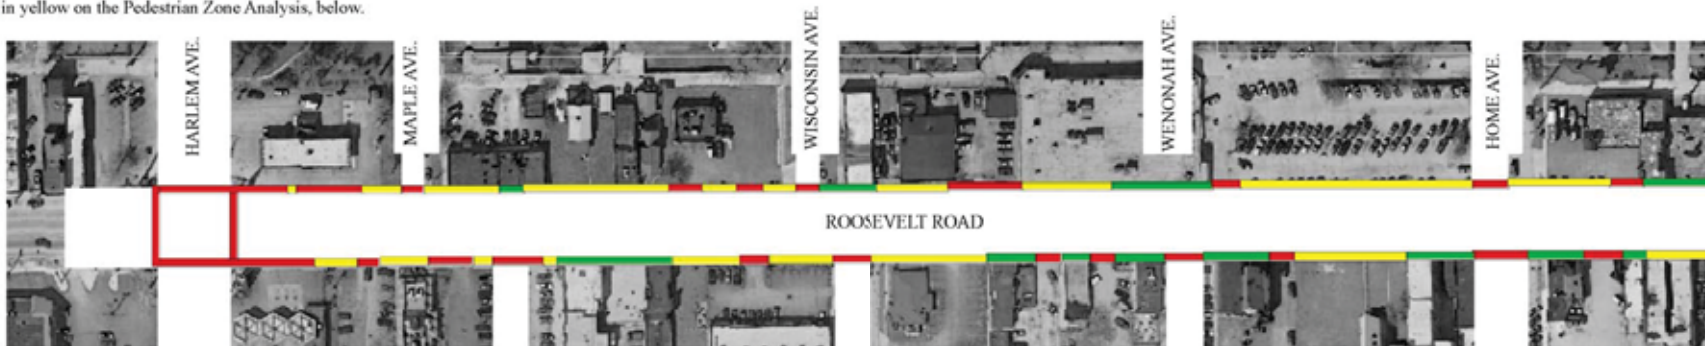 in yellow on the Pedestrian Zone Analysis, below.
HARLEM AVE.
MAPLE AVE.
WISCONSIN AVE.
WENONAH AVE.
HOME AVE.
ROOSEVELT ROAD